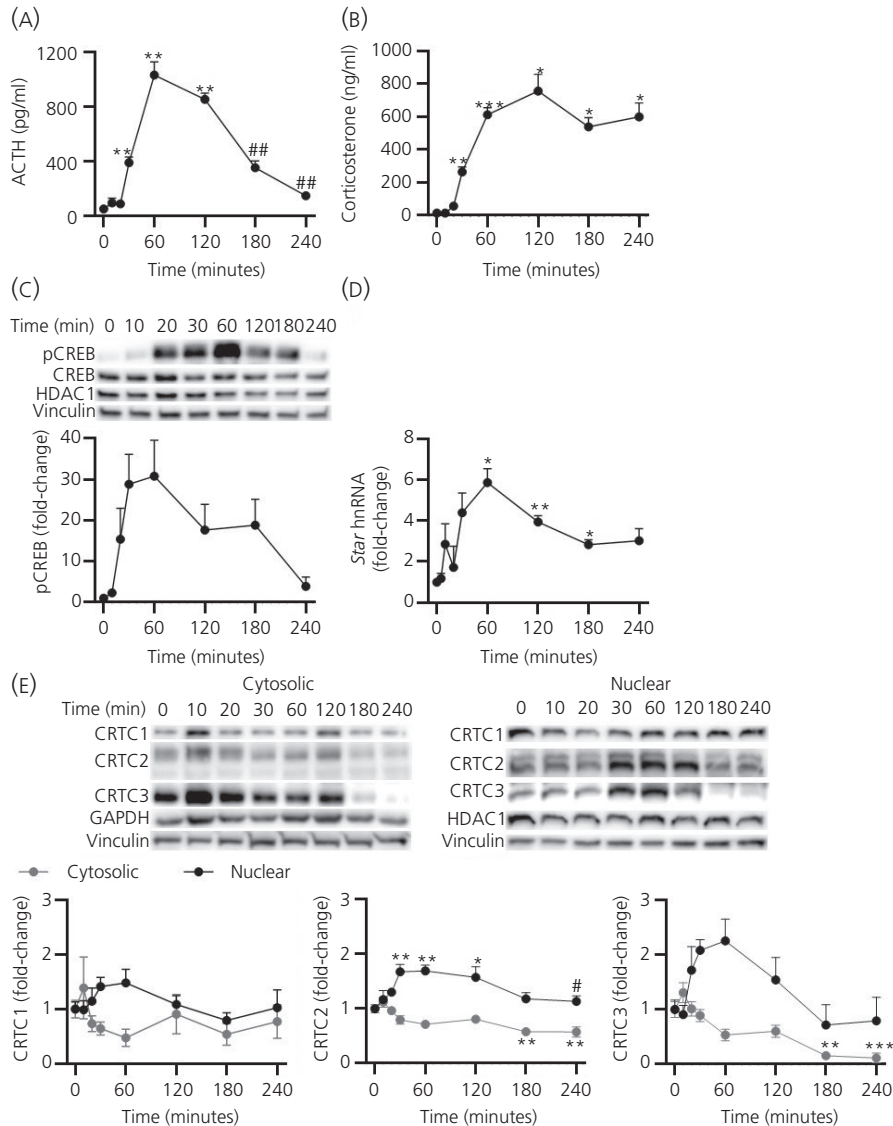 (A)
ACTH (pg/ml)
1200
800
400
0
**
**
**
##
##
0 60 120 180 240
Time (minutes)
(B)
Corticosterone (ng/ml)
1000
800
600
400
200
0
**
***
*
*
*
0 60 120 180 240
Time (minutes)
(C)
Time (min) 0 10 20 30 60 120 180 240
pCREB
CREB
HDAC1
Vinculin
pCREB (fold-change)
40
30
20
10
0
0 60 120 180 240
Time (minutes)
(D)
Star hnRNA
(fold-change)
8
6
4
2
0
*
**
*
0 60 120 180 240
Time (minutes)
(E)
Cytosolic
Time (min) 0 10 20 30 60 120 180 240
CRTC1
CRTC2
CRTC3
GAPDH
Vinculin
Nuclear
0 10 20 30 60 120 180 240
CRTC1
CRTC2
CRTC3
HDAC1
Vinculin
Cytosolic Nuclear
CRTC1 (fold-change)
3
2
1
0
0 60 120 180 240
Time (minutes)
CRTC2 (fold-change)
3
2
1
0
**
**
*
#
**
**
0 60 120 180 240
Time (minutes)
CRTC3 (fold-change)
3
2
1
0
**
***
0 60 120 180 240
Time (minutes)